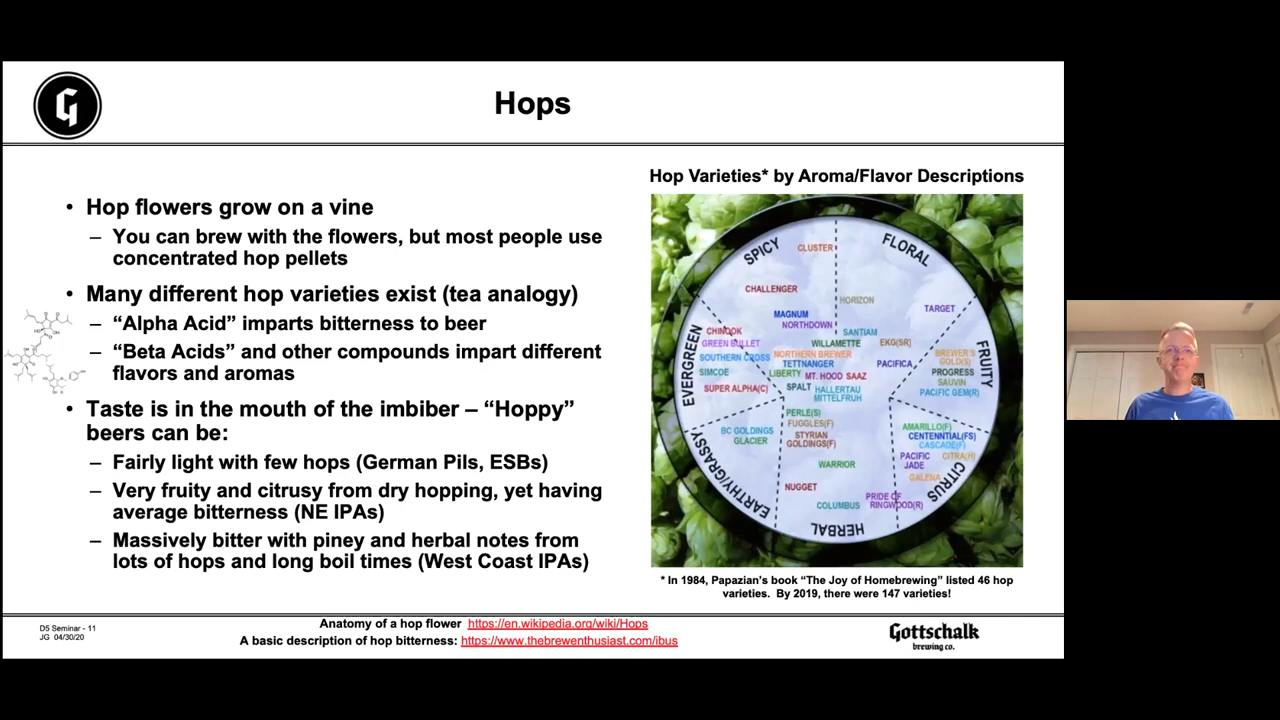 Hops
• Hop flowers grow on a vine
– You can brew with the flowers, but most people use
concentrated hop pellets
• Many different hop varieties exist (tea analogy)
– “Alpha Acid” imparts bitterness to beer
– “Beta Acids” and other compounds impart different
flavors and aromas
• Taste is in the mouth of the imbiber – “Hoppy”
beers can be:
– Fairly light with few hops (German Pils, ESBs)
– Very fruity and citrusy from dry hopping, yet having
average bitterness (NE IPAs)
– Massively bitter with piney and herbal notes from
lots of hops and long boil times (West Coast IPAs)
Hop Varieties* by Aroma/Flavor Descriptions
SPICY
CLUSTER
CHALLENGER
MAGNUM
NORTHDOWN
FLORAL
HORIZON
TARGET
SANTIAM
WILLAMETTE
EKG(SR)
PACIFICA
EVERGREEN
CHINOOK
GREEN BULLET
SOUTHERN CROSS
SIMCOE
SUPER ALPHA(C)
NORTHERN BREWER
TETTNANGER
LIBERTY
MT. HOOD
SAAZ
SPALT
HALLERTAU
MITTELFRUH
FRUITY
BREWER'S
GOLD(S)
PROGRESS
SAUVIN
PACIFIC GEM(R)
PERLE(S)
FUGGLES(F)
STYRIAN
GOLDINGS(F)
BC GOLDINGS
GLACIER
EARTHY/GRASSY
AMARILLO(F)
CENTENNTIAL(FS)
CASCADE(F)
PACIFIC
JADE
CITRA(H)
GALENA
CITRUS
WARRIOR
NUGGET
COLUMBUS
PRIDE OF
RINGWOOD(R)
HERBAL
* In 1984, Papazian’s book “The Joy of Homebrewing” listed 46 hop
varieties. By 2019, there were 147 varieties!
D5 Seminar - 11
JG 04/30/20
Anatomy of a hop flower https://en.wikipedia.org/wiki/Hops
A basic description of hop bitterness: https://www.thebrewenthusiast.com/ibus
Gottschalk
brewing co.